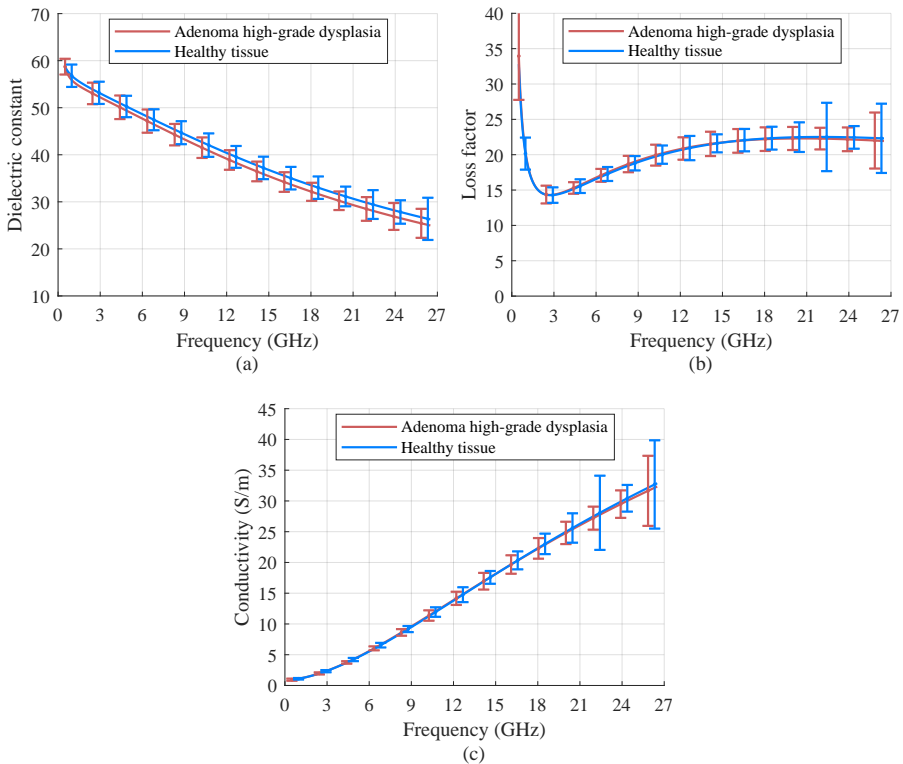 70
60
50
40
30
20
10
Dielectric constant
Adenoma high-grade dysplasia
Healthy tissue
0 3 6 9 12 15 18 21 24 27
Frequency (GHz)
(a)
40
35
30
25
20
15
10
5
0
Loss factor
Adenoma high-grade dysplasia
Healthy tissue
0 3 6 9 12 15 18 21 24 27
Frequency (GHz)
(b)
45
40
35
30
25
20
15
10
5
0
Conductivity (S/m)
Adenoma high-grade dysplasia
Healthy tissue
0 3 6 9 12 15 18 21 24 27
Frequency (GHz)
(c)